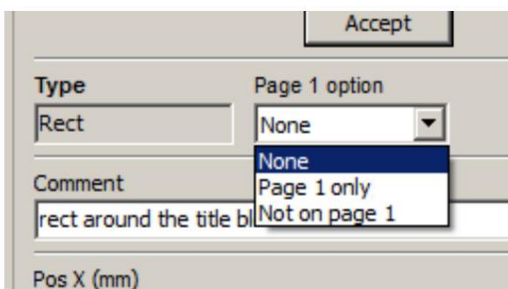 Accept
Type
Page 1 option
Rect
None
None
Page 1 only
Not on page 1
Comment
rect around the title bl
Pos X (mm)